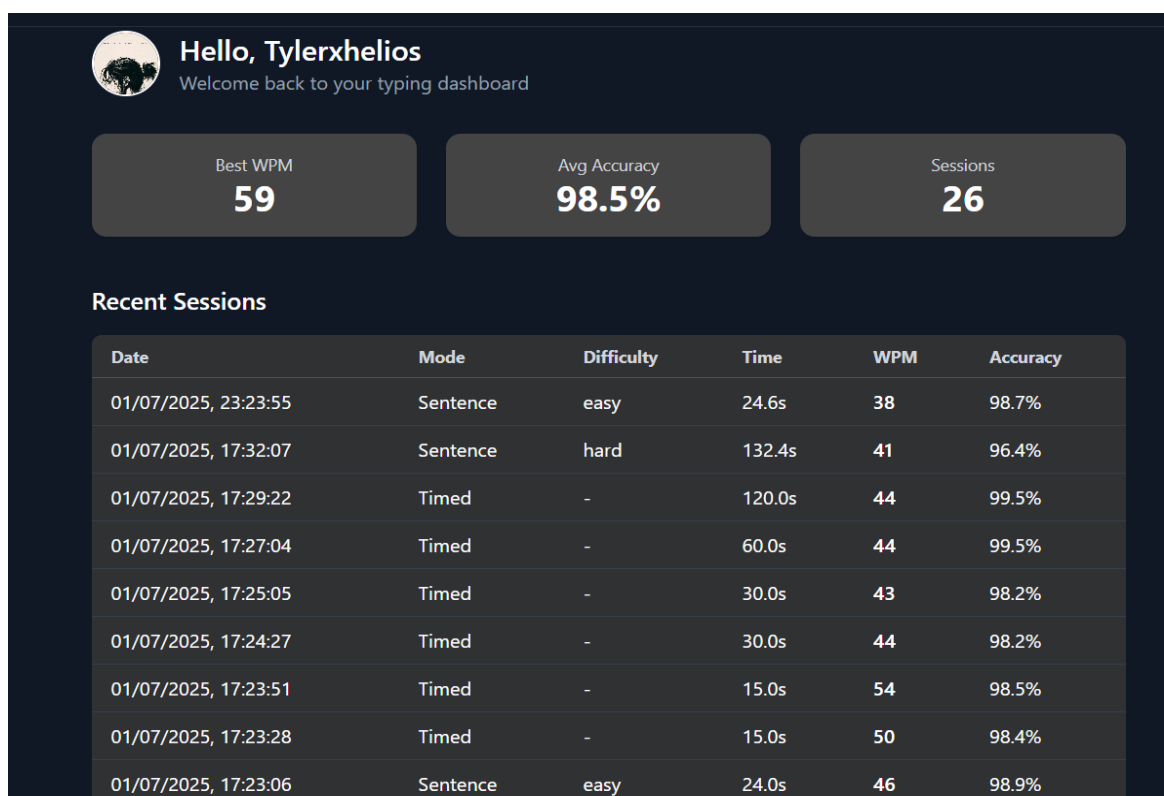 Hello, Tylerxhelios
Welcome back to your typing dashboard
Best WPM
59
Avg Accuracy
98.5%
Sessions
26
Recent Sessions
Date Mode Difficulty Time WPM Accuracy
01/07/2025, 23:23:55 Sentence easy 24.6s 38 98.7%
01/07/2025, 17:32:07 Sentence hard 132.4s 41 96.4%
01/07/2025, 17:29:22 Timed - 120.0s 44 99.5%
01/07/2025, 17:27:04 Timed - 60.0s 44 99.5%
01/07/2025, 17:25:05 Timed - 30.0s 43 98.2%
01/07/2025, 17:24:27 Timed - 30.0s 44 98.2%
01/07/2025, 17:23:51 Timed - 15.0s 54 98.5%
01/07/2025, 17:23:28 Timed - 15.0s 50 98.4%
01/07/2025, 17:23:06 Sentence easy 24.0s 46 98.9%